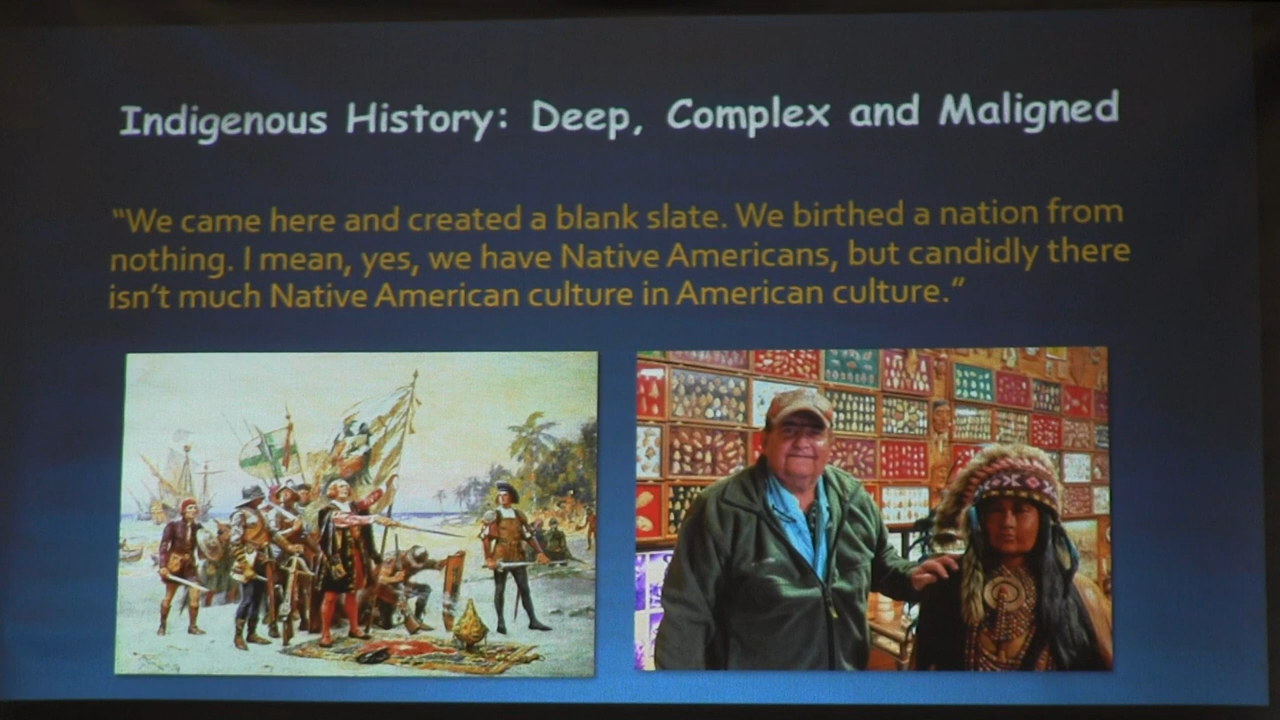 Indigenous History: Deep, Complex and Maligned
“We came here and created a blank slate. We birthed a nation from
nothing. I mean, yes, we have Native Americans, but candidly there
isn’t much Native American culture in American culture.”